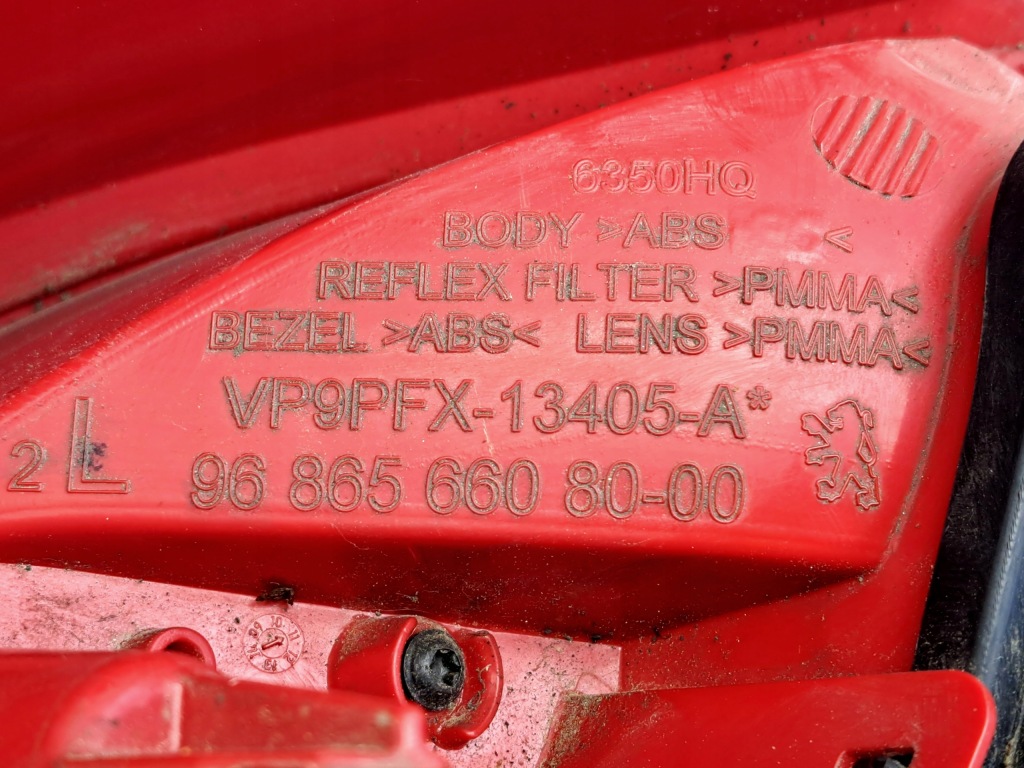 6350HQ
BODY >ABS <
REFLEX FILTER >PMMA<
BEZEL >ABS< LENS >PMMA<
VP9PFX-13405-A*
2 L
96 865 660 80-00